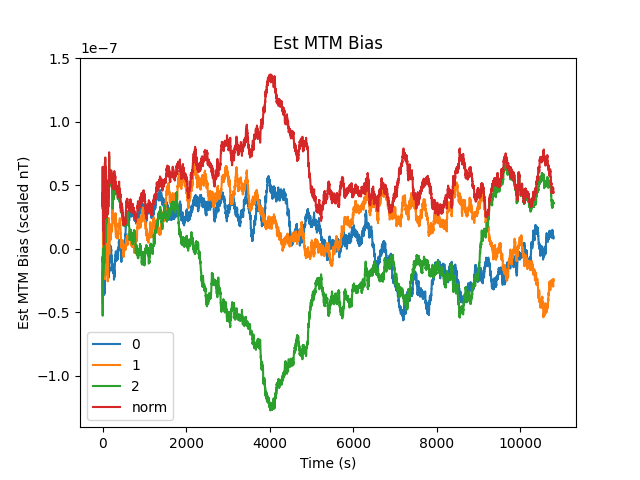 Est MTM Bias
1e−7
1.5
1.0
0.5
0.0
−0.5
−1.0
Est MTM Bias (scaled nT)
0
1
2
norm
0 2000 4000 6000 8000 10000
Time (s)